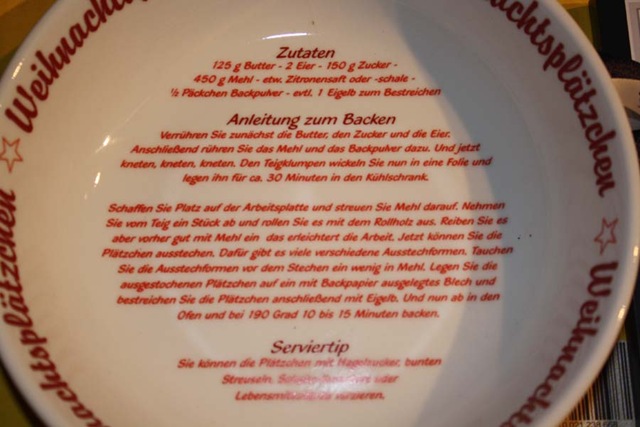 Weihnachtsplätzchen
Weihnachtsplätzchen
Zutaten
125 g Butter - 2 Eier - 150 g Zucker -
450 g Mehl - etw. Zitronensaft oder -schale -
½ Päckchen Backpulver - evtl. 1 Eigelb zum Bestreichen
Anleitung zum Backen
Verrühren Sie zunächst die Butter, den Zucker und die Eier.
Anschließend rühren Sie das Mehl und das Backpulver dazu. Und jetzt
kneten, kneten, kneten. Den Teigklumpen wickeln Sie nun in eine Folie und
legen ihn für ca. 30 Minuten in den Kühlschrank.
Schaffen Sie Platz auf der Arbeitsplatte und streuen Sie Mehl darauf. Nehmen
Sie vom Teig ein Stück ab und rollen Sie es mit dem Rollholz aus. Reiben Sie es
aber vorher gut mit Mehl ein das erleichtert die Arbeit. Jetzt können Sie die
Plätzchen ausstechen. Dafür gibt es viele verschiedene Ausstechformen. Tauchen
Sie die Ausstechformen vor dem Stechen ein wenig in Mehl. Legen Sie die
ausgestochenen Plätzchen auf ein mit Backpapier ausgelegtes Blech und
bestreichen Sie die Plätzchen anschließend mit Eigelb. Und nun ab in den
Ofen und bei 190 Grad 10 bis 15 Minuten backen.
Serviertip
Sie können die Plätzchen mit Hagelzucker, bunten
Streuseln, oder
verzieren.